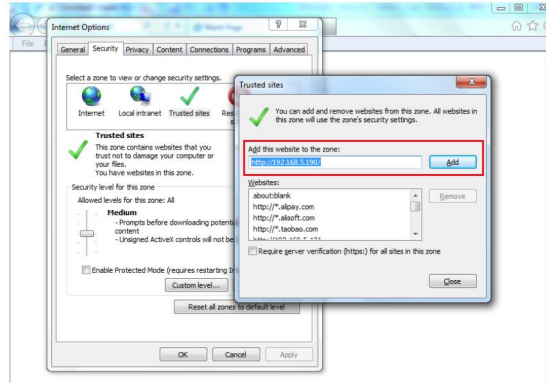 Internet Options
File
General Security Privacy Content Connections Programs Advanced
Select a zone to view or change security settings.
Internet Local intranet Trusted sites
Trusted sites
This zone contains websites that you
trust not to damage your computer or
your files.
You have websites in this zone.
Security level for this zone
Allowed levels for this zone: All
Medium
- Prompts before downloading
content
- Unsigned ActiveX controls will not be
Enable Protected Mode (requires restarting
Custom level...
Reset all zones to default level
OK Cancel Apply
Trusted sites
You can add and remove websites from this zone. All websites in
this zone will use the zone's security settings.
Add this website to the zone:
http://192.168.5.190/ Add
Websites:
about:blank Remove
http://*.alipay.com
http://*.alisoft.com
http://*.taobao.com
Require server verification (https:) for all sites in this zone
Close